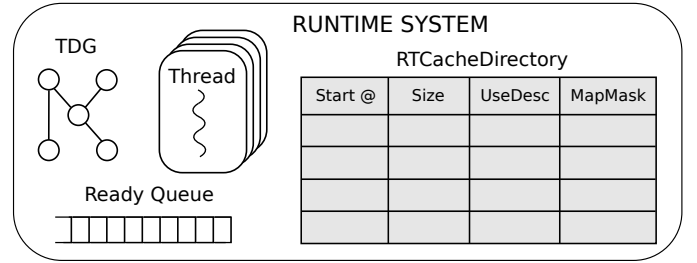 RUNTIME SYSTEM
TDG
Thread
Ready Queue
RTCacheDirectory
Start @ Size UseDesc MapMask